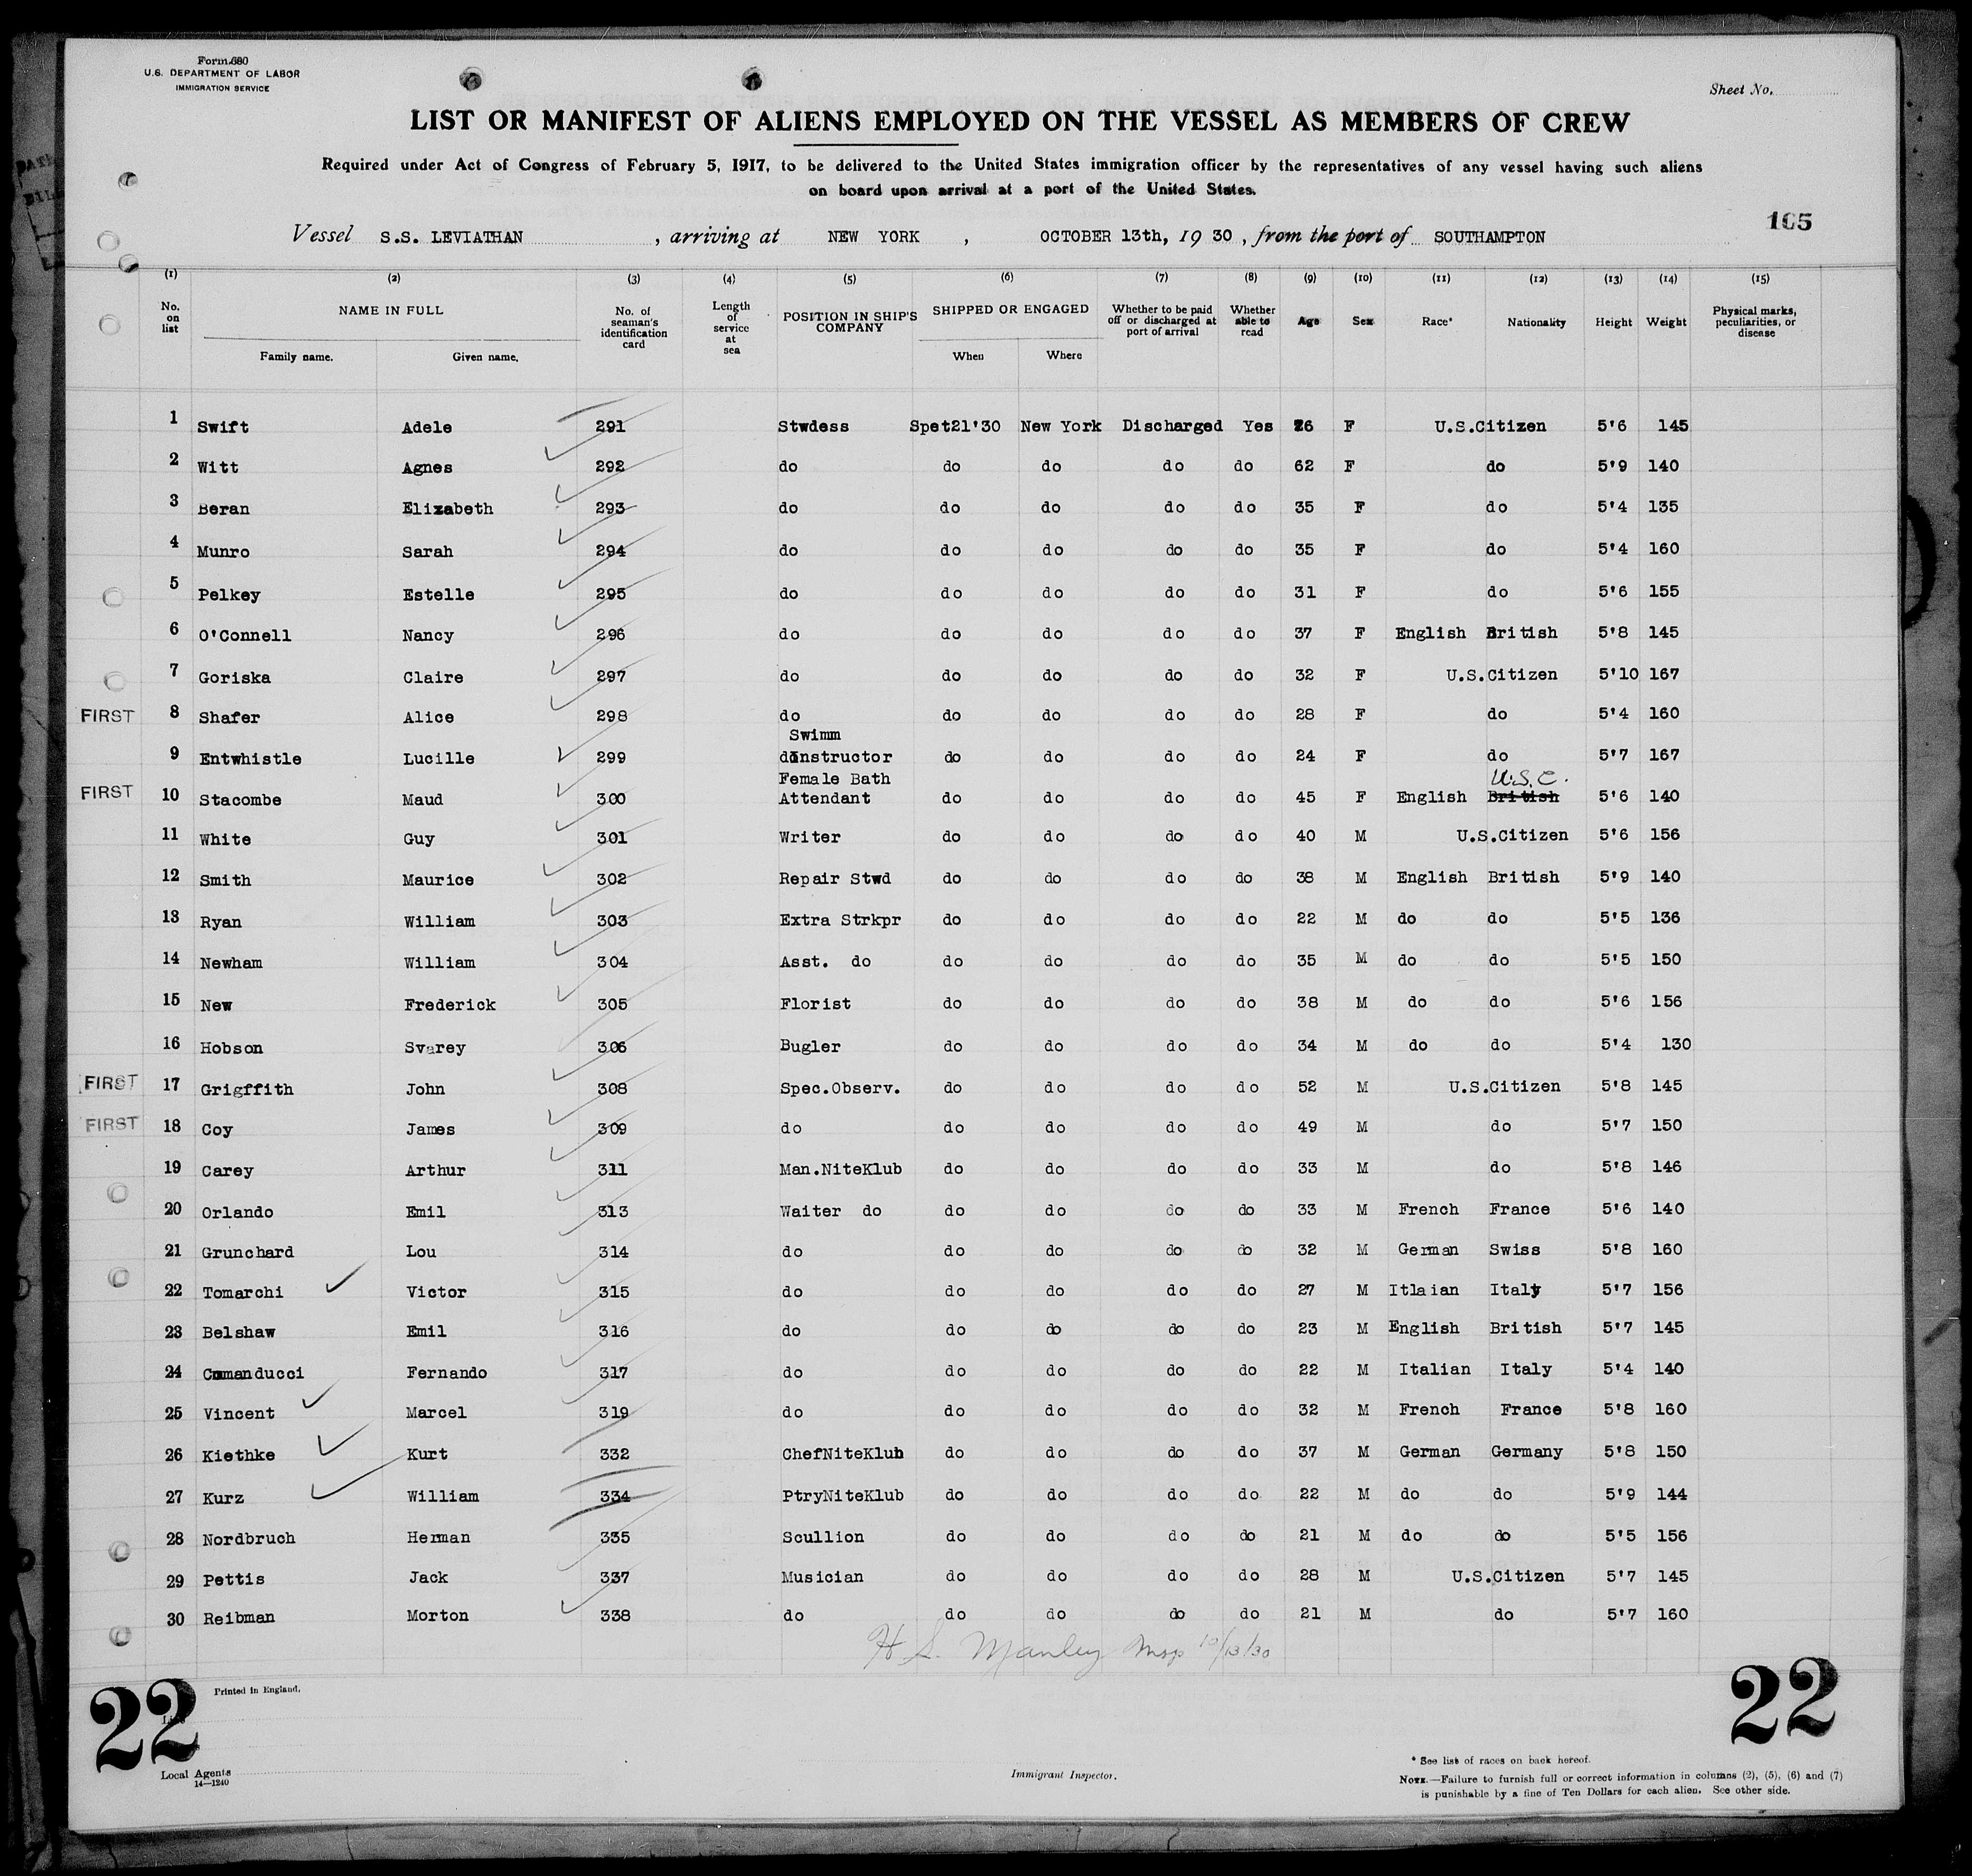 Form 680
U.S. DEPARTMENT OF LABOR
IMMIGRATION SERVICE
Sheet No.
LIST OR MANIFEST OF ALIENS EMPLOYED ON THE VESSEL AS MEMBERS OF CREW
Required under Act of Congress of February 5, 1917, to be delivered to the United States immigration officer by the representatives of any vessel having such aliens
on board upon arrival at a port of the United States.
165
Vessel S.S. LEVIATHAN , arriving at NEW YORK , OCTOBER 13th, 19 30 , from the port of SOUTHAMPTON
(1) (2) (3) (4) (5) (6) (7) (8) (9) (10) (11) (12) (13) (14) (15)
No. on list NAME IN FULL Family name. Given name. No. of seaman's identification card Length of service at sea POSITION IN SHIP'S COMPANY SHIPPED OR ENGAGED When Where Whether to be paid off or discharged at port of arrival Whether able to read Age Sex Race* Nationality Height Weight Physical marks, peculiarities, or disease
1 Swift Adele 291 Stwdess Spet21'30 New York Discharged Yes 26 F U.S.Citizen 5'6 145
2 Witt Agnes 292 do do do do do 62 F do 5'9 140
3 Beran Elizabeth 293 do do do do do 35 F do 5'4 135
4 Munro Sarah 294 do do do do do 35 F do 5'4 160
5 Pelkey Estelle 295 do do do do do 31 F do 5'6 155
6 O'Connell Nancy 296 do do do do do 37 F English British 5'8 145
7 Goriska Claire 297 do do do do do 32 F U.S.Citizen 5'10 167
FIRST 8 Shafer Alice 298 do do do do do 28 F do 5'4 160
Swimm
9 Entwhistle Lucille 299 doInstructor do do do do 24 F do 5'7 167
Female Bath U.S.C.
FIRST 10 Stacombe Maud 300 Attendant do do do do 45 F English British 5'6 140
11 White Guy 301 Writer do do do do 40 M U.S.Citizen 5'6 156
12 Smith Maurice 302 Repair Stwd do do do do 38 M English British 5'9 140
13 Ryan William 303 Extra Strkpr do do do do 22 M do do 5'5 136
14 Newham William 304 Asst. do do do do do 35 M do do 5'5 150
15 New Frederick 305 Florist do do do do 38 M do do 5'6 156
16 Hobson Svarey 306 Bugler do do do do 34 M do do 5'4 130
FIRST 17 Grigffith John 308 Spec.Observ. do do do do 52 M U.S.Citizen 5'8 145
FIRST 18 Coy James 309 do do do do do 49 M do 5'7 150
19 Carey Arthur 311 Man.NiteKlub do do do do 33 M do 5'8 146
20 Orlando Emil 313 Waiter do do do do do 33 M French France 5'6 140
21 Grunchard Lou 314 do do do do do 32 M German Swiss 5'8 160
22 Tomarchi Victor 315 do do do do do 27 M Itlaian Italy 5'7 156
23 Belshaw Emil 316 do do do do do 23 M English British 5'7 145
24 Cmmanducci Fernando 317 do do do do do 22 M Italian Italy 5'4 140
25 Vincent Marcel 319 do do do do do 32 M French France 5'8 160
26 Kiethke Kurt 332 ChefNiteKlub do do do do 37 M German Germany 5'8 150
27 Kurz William 334 PtryNiteKlub do do do do 22 M do do 5'9 144
28 Nordbruch Herman 335 Scullion do do do do 21 M do do 5'5 156
29 Pettis Jack 337 Musician do do do do 28 M U.S.Citizen 5'7 145
30 Reibman Morton 338 do do do do do 21 M do 5'7 160
H S. Manley Insp 10/13/30
22 22
Printed in England.
Local Agents
14—1240
Immigrant Inspector.
* See list of races on back hereof.
NOTE.—Failure to furnish full or correct information in columns (2), (5), (6) and (7)
is punishable by a fine of Ten Dollars for each alien. See other side.